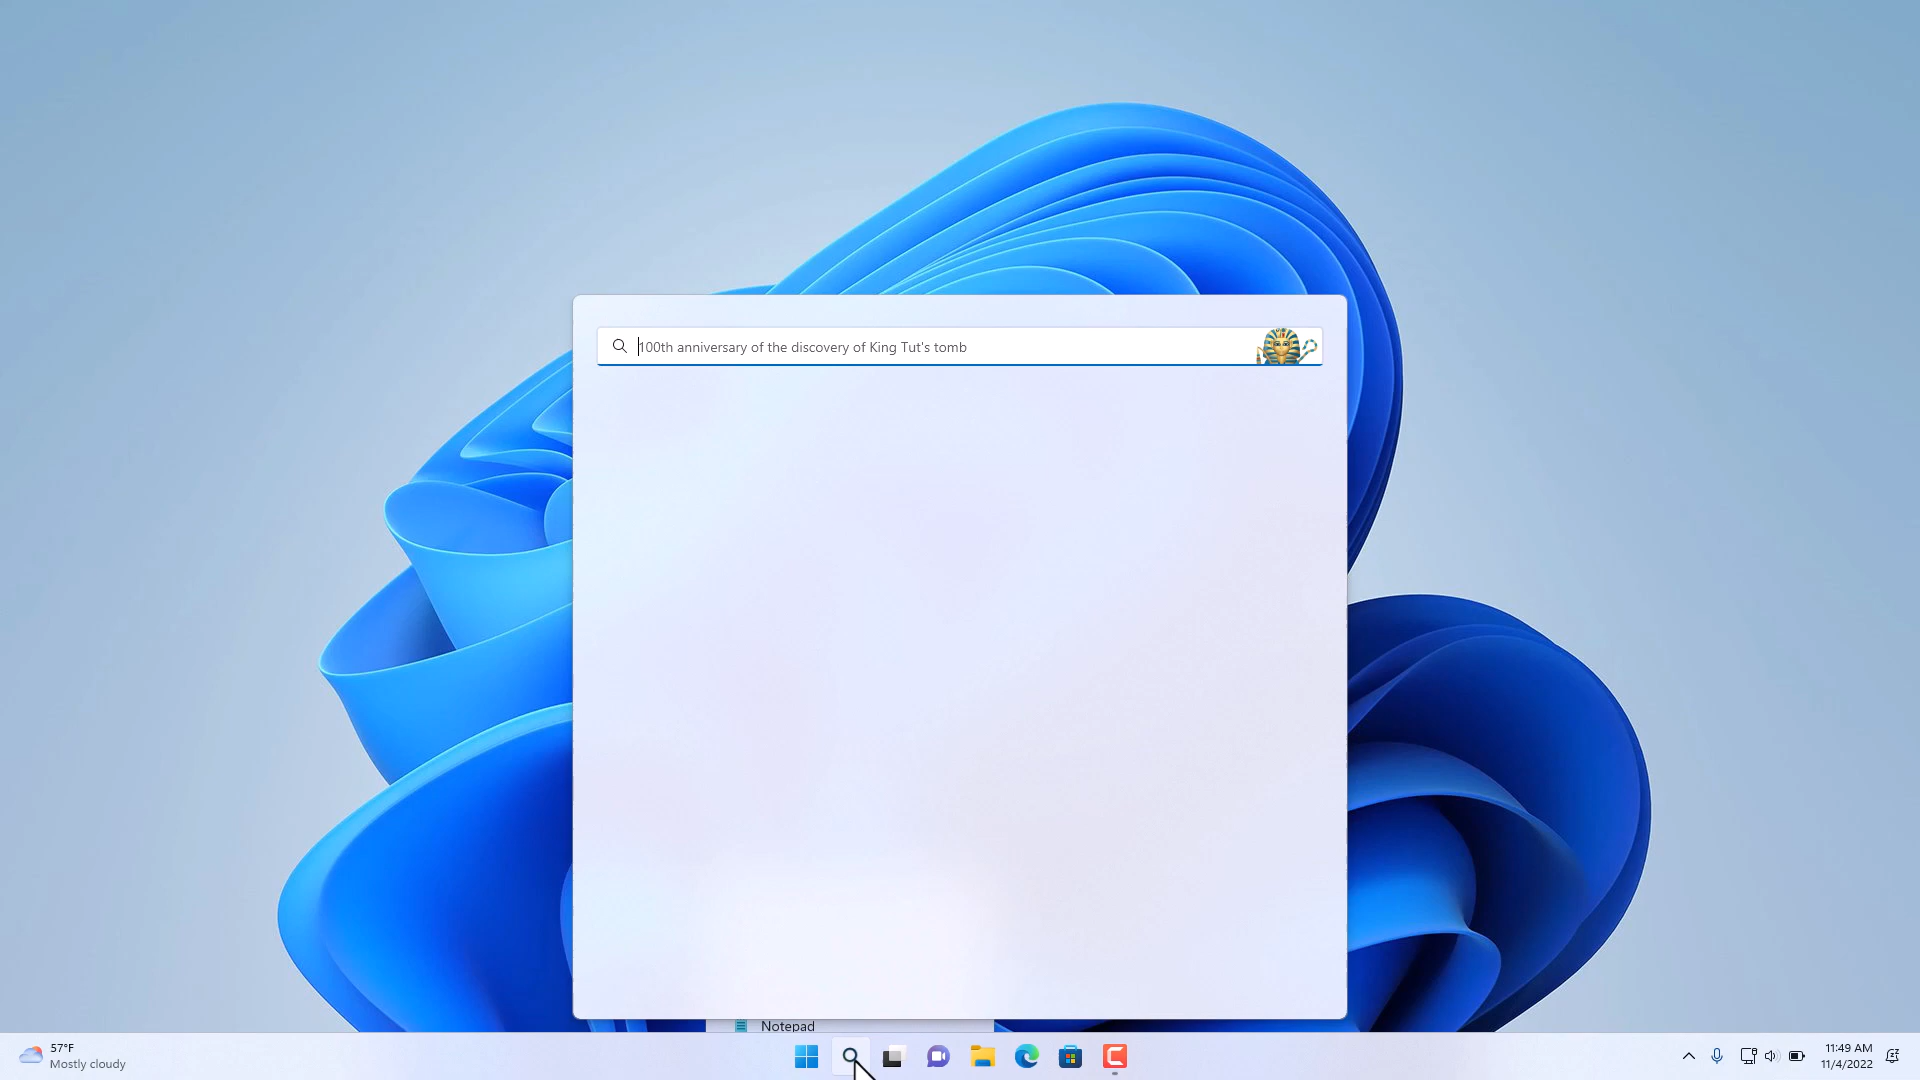 100th anniversary of the discovery of King Tut's tomb
Notepad
57°F
Mostly cloudy
11:49 AM
11/4/2022